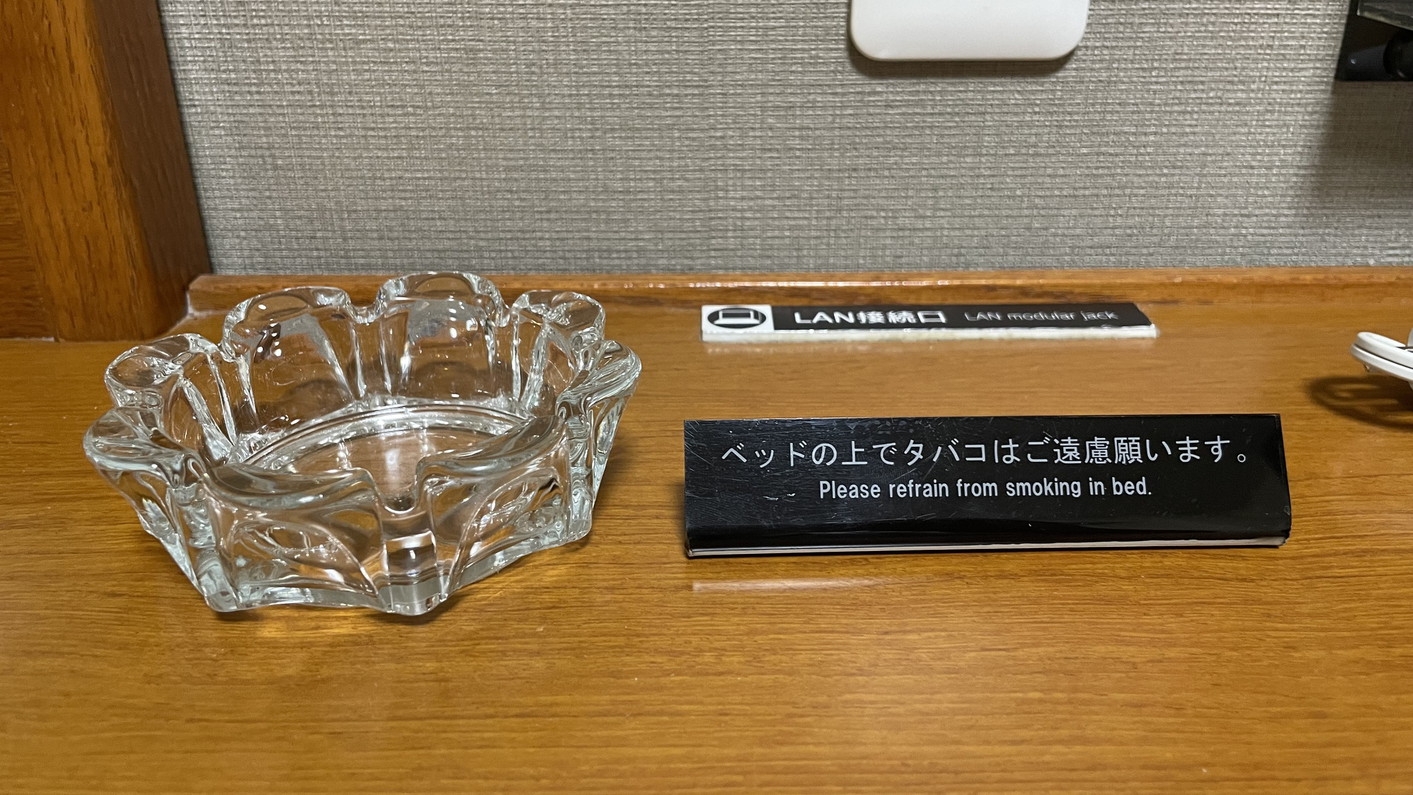 LAN接続口 LAN modular jack
ベッドの上でタバコはご遠慮願います。
Please refrain from smoking in bed.